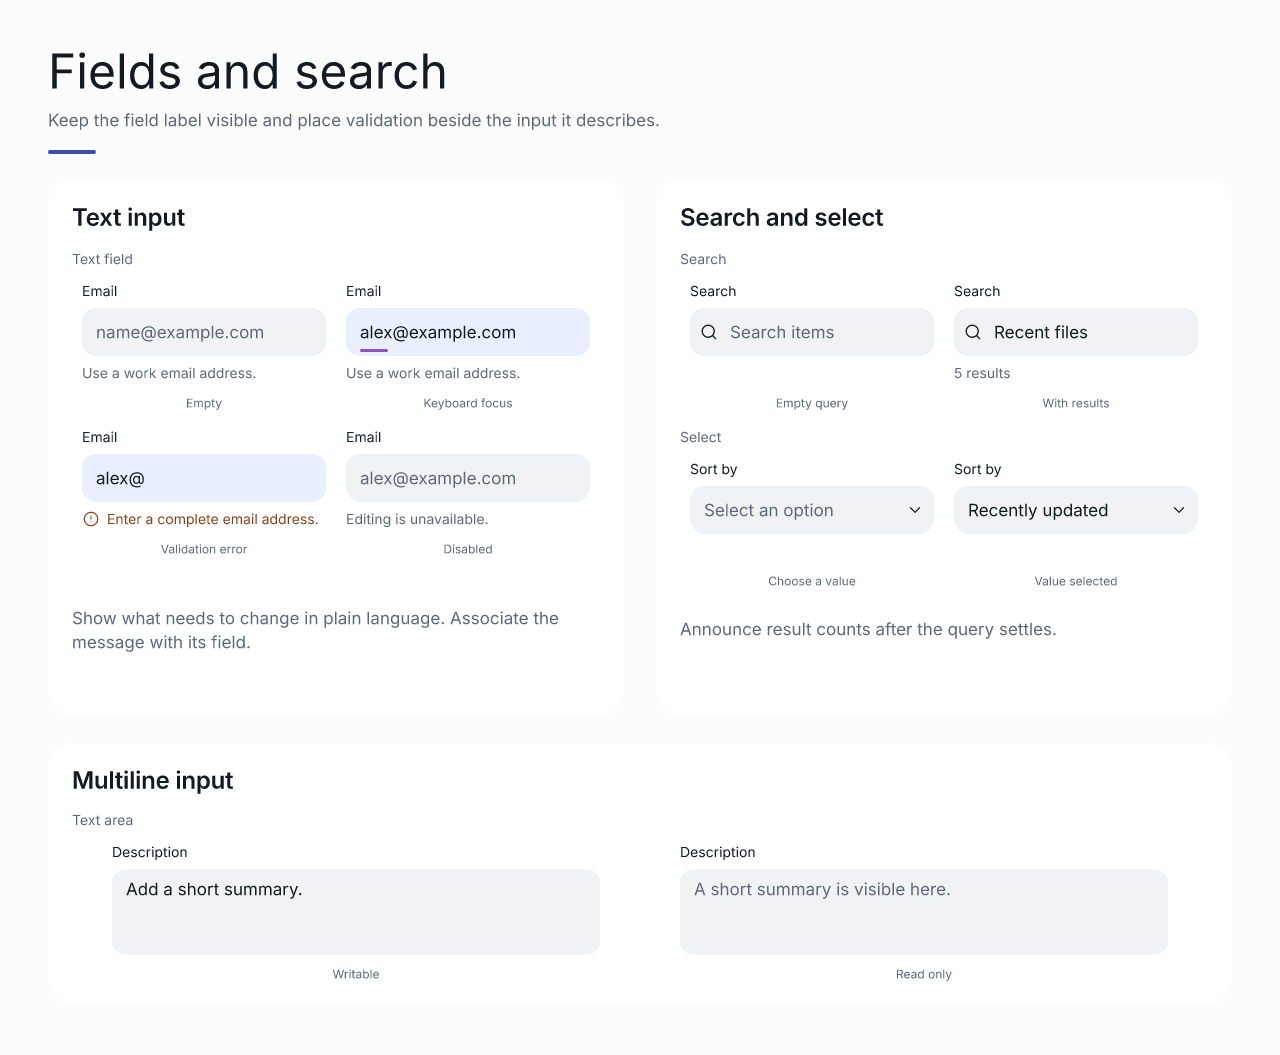 Fields and search
Keep the field label visible and place validation beside the input it describes.
Text input
Text field
Email
name@example.com
Use a work email address.
Empty
Email
alex@example.com
Use a work email address.
Keyboard focus
Email
alex@
Enter a complete email address.
Validation error
Email
alex@example.com
Editing is unavailable.
Disabled
Show what needs to change in plain language. Associate the
message with its field.
Search and select
Search
Search
Search items
Empty query
Search
Recent files
5 results
With results
Select
Sort by
Select an option
Choose a value
Sort by
Recently updated
Value selected
Announce result counts after the query settles.
Multiline input
Text area
Description
Add a short summary.
Writable
Description
A short summary is visible here.
Read only